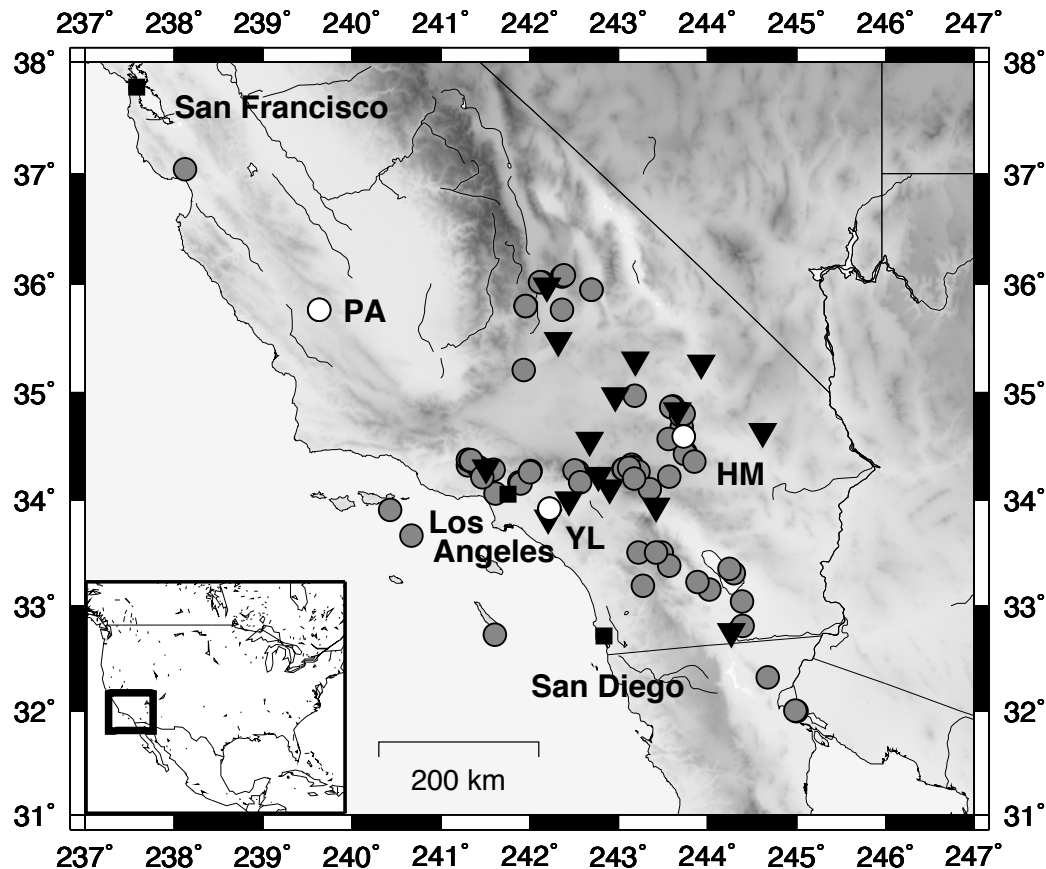 237˚ 238˚ 239˚ 240˚ 241˚ 242˚ 243˚ 244˚ 245˚ 246˚ 247˚
38˚ 38˚
San Francisco
37˚ 37˚
36˚ 36˚
PA
35˚ 35˚
HM
34˚ 34˚
Los
Angeles
YL
33˚ 33˚
San Diego
32˚ 32˚
200 km
31˚ 31˚
237˚ 238˚ 239˚ 240˚ 241˚ 242˚ 243˚ 244˚ 245˚ 246˚ 247˚